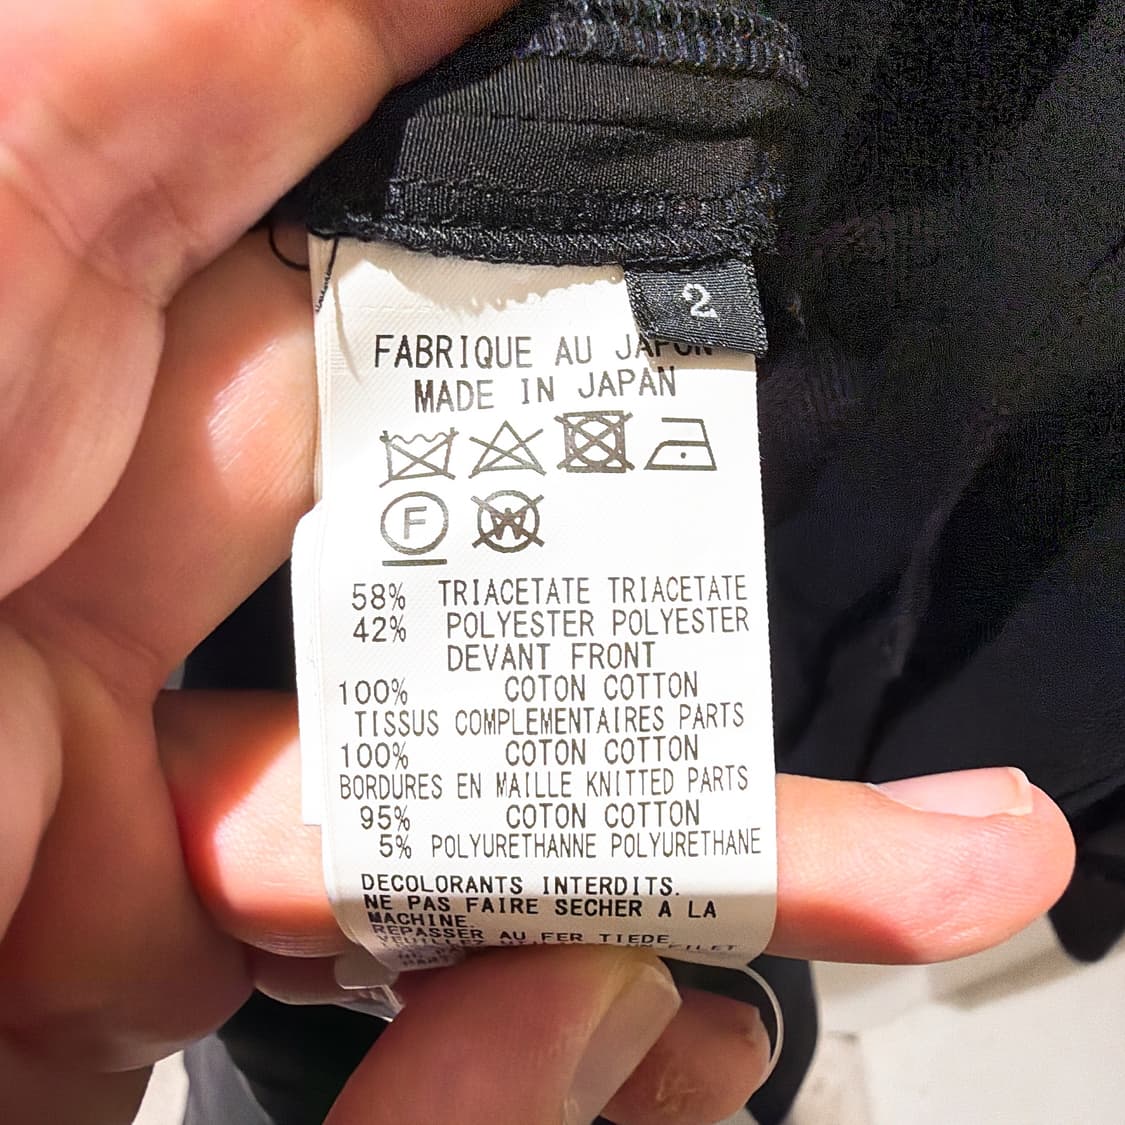 2
FABRIQUE AU JAPON
MADE IN JAPAN
F
W
58% TRIACETATE TRIACETATE
42% POLYESTER POLYESTER
DEVANT FRONT
100% COTON COTTON
TISSUS COMPLEMENTAIRES PARTS
100% COTON COTTON
BORDURES EN MAILLE KNITTED PARTS
95% COTON COTTON
5% POLYURETHANNE POLYURETHANE
DECOLORANTS INTERDITS.
NE PAS FAIRE SECHER A LA
MACHINE.
REPASSER AU FER TIEDE
VEUILLEZ FILET